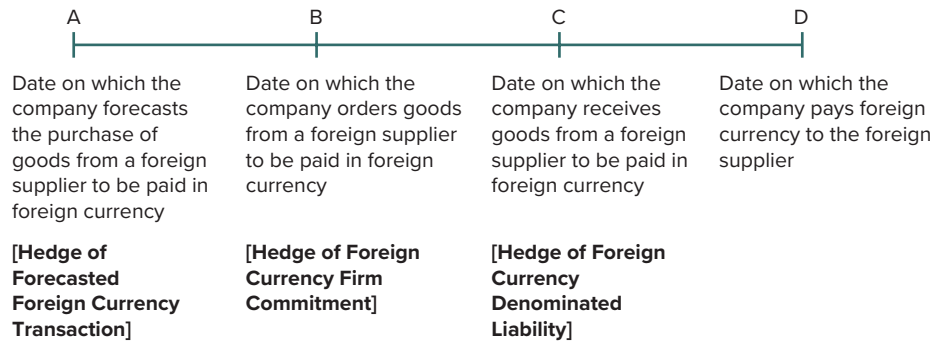 A
B
C
D
Date on which the
company forecasts
the purchase of
goods from a foreign
supplier to be paid in
foreign currency
[Hedge of
Forecasted
Foreign Currency
Transaction]
Date on which the
company orders goods
from a foreign supplier
to be paid in foreign
currency
[Hedge of Foreign
Currency Firm
Commitment]
Date on which the
company receives
goods from a foreign
supplier to be paid in
foreign currency
[Hedge of Foreign
Currency
Denominated
Liability]
Date on which the
company pays foreign
currency to the foreign
supplier